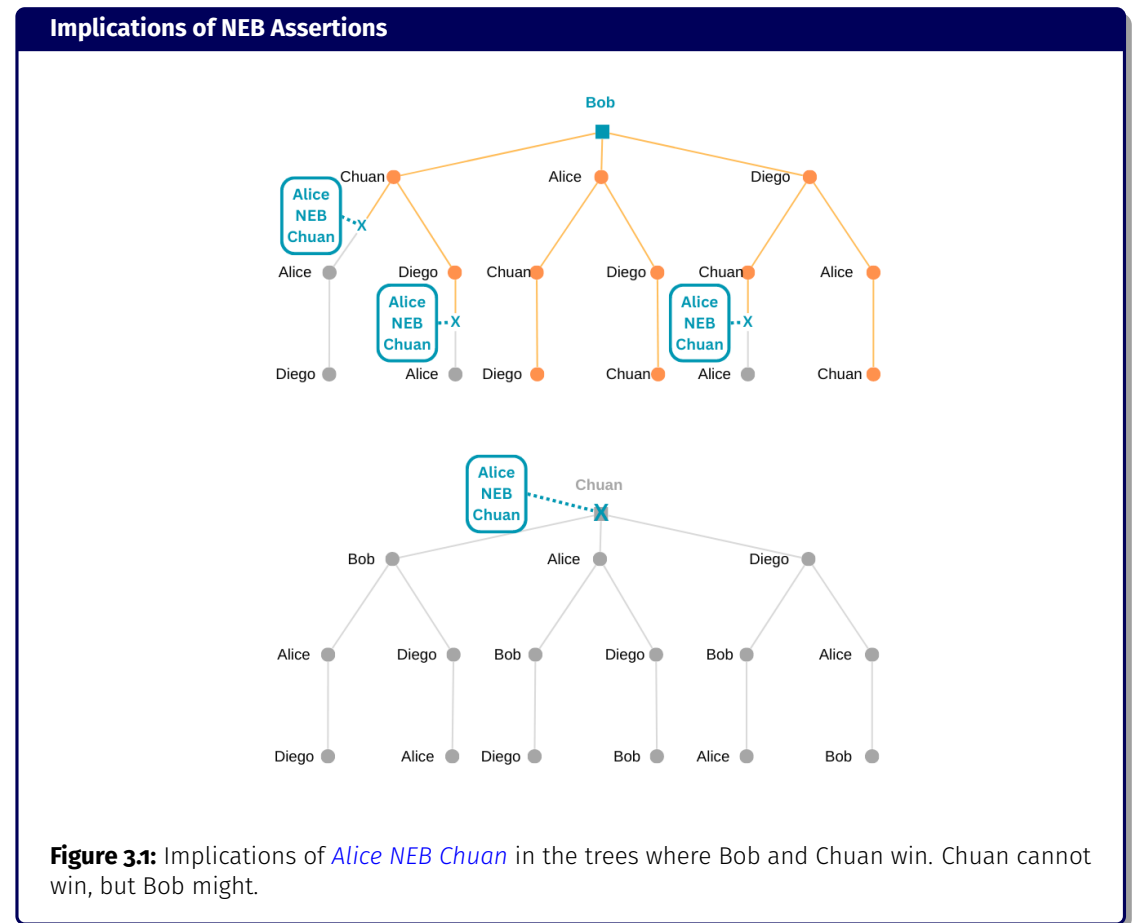 Implications of NEB Assertions
Bob
Chuan
Alice
Diego
Alice
NEB
Chuan
X
Alice
Diego
Chuan
Diego
Chuan
Alice
Alice
NEB
Chuan
X
Alice
NEB
Chuan
X
Diego
Alice
Diego
Chuan
Alice
Chuan
Alice
NEB
Chuan
Chuan
X
Bob
Alice
Diego
Alice
Diego
Bob
Diego
Bob
Alice
Diego
Alice
Diego
Bob
Alice
Bob
Figure 3.1: Implications of Alice NEB Chuan in the trees where Bob and Chuan win. Chuan cannot
win, but Bob might.